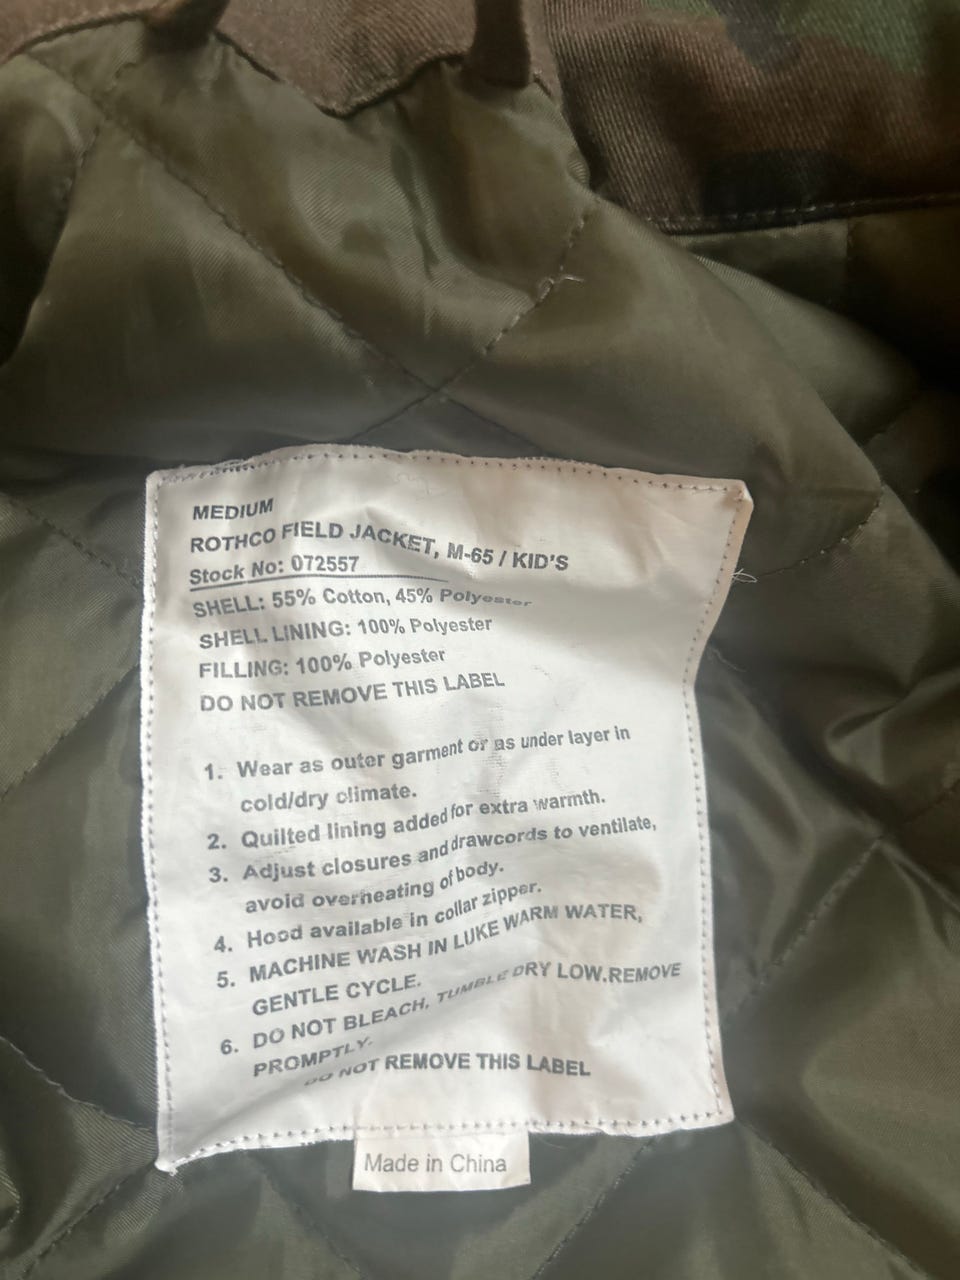 MEDIUM
ROTHCO FIELD JACKET, M-65 / KID'S
Stock No: 072557
SHELL: 55% Cotton, 45% Polyester
SHELL LINING: 100% Polyester
FILLING: 100% Polyester
DO NOT REMOVE THIS LABEL
1. Wear as outer garment or as under layer in
cold/dry climate.
2. Quilted lining added for extra warmth.
3. Adjust closures and drawcords to ventilate,
avoid overheating of body.
4. Hood available in collar zipper.
5. MACHINE WASH IN LUKE WARM WATER,
GENTLE CYCLE.
6. DO NOT BLEACH, TUMBLE DRY LOW.REMOVE
PROMPTLY.
DO NOT REMOVE THIS LABEL
Made in China